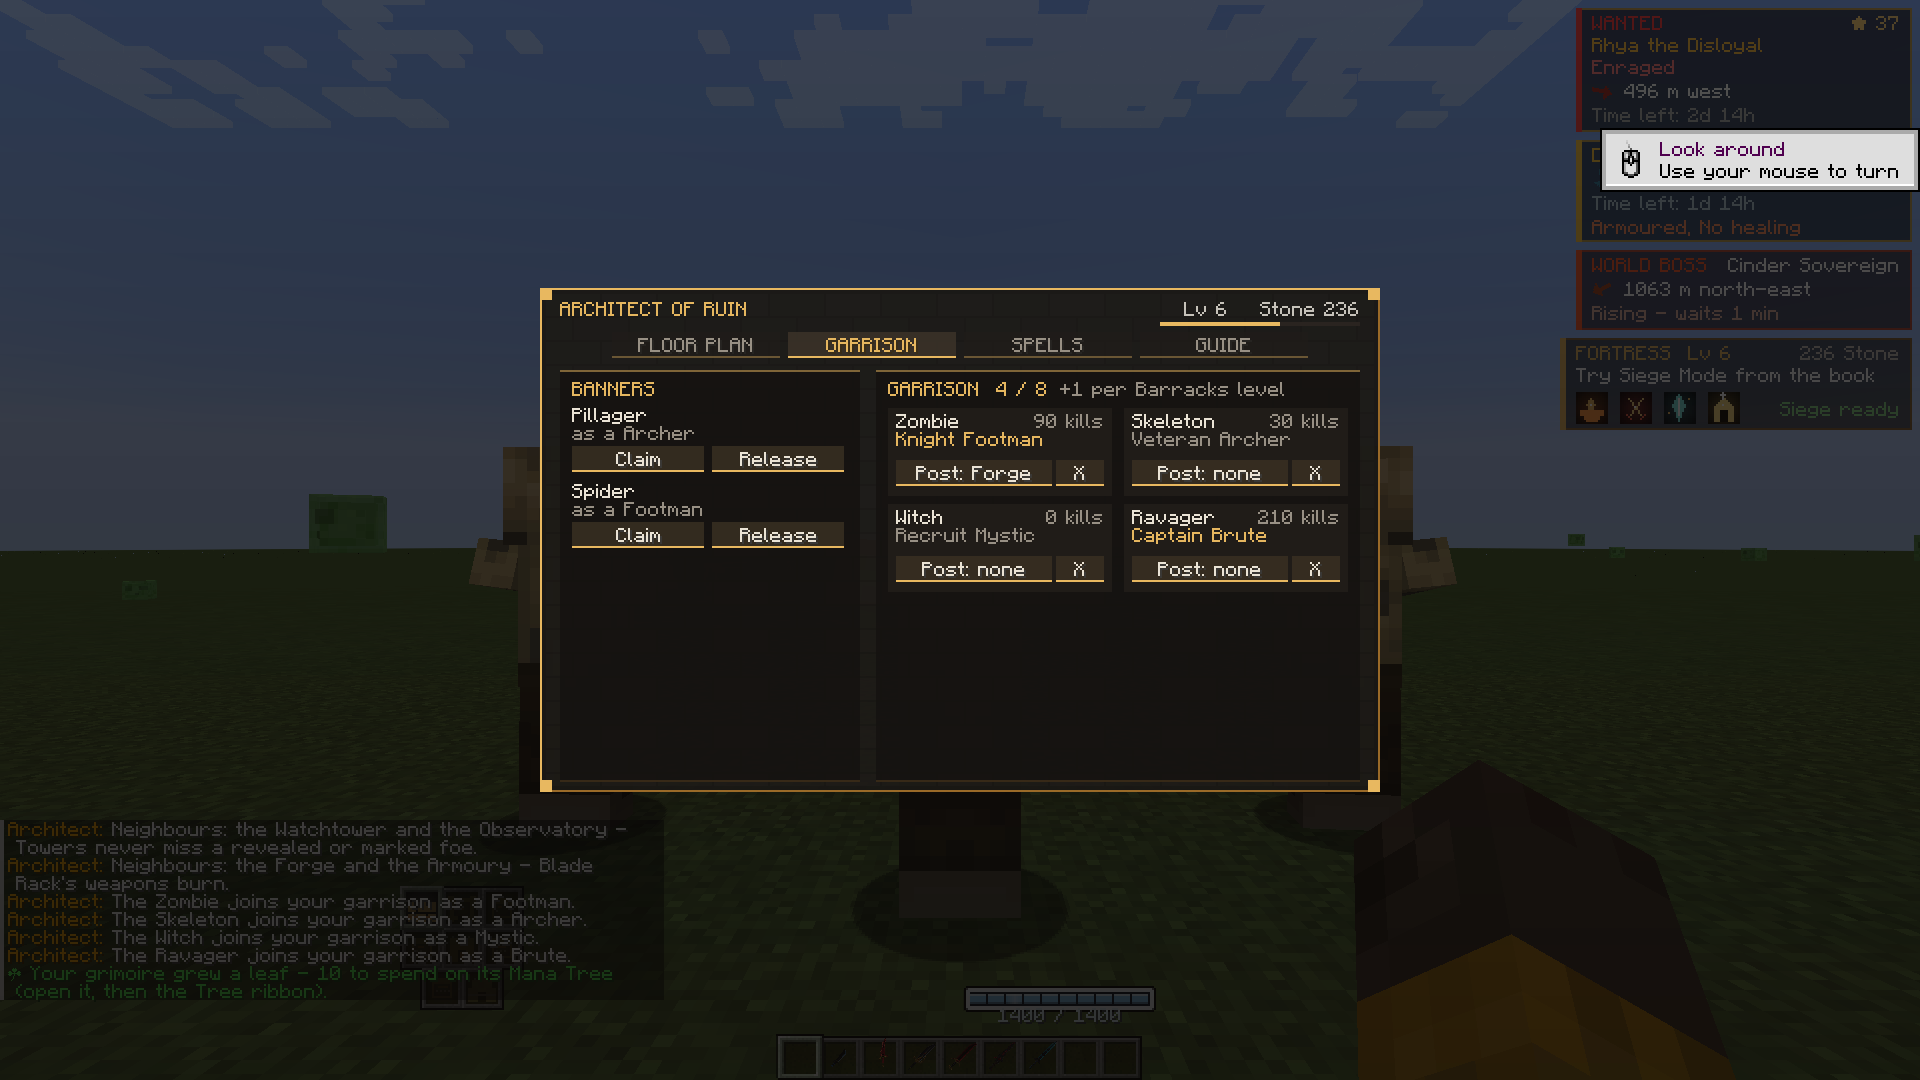 WANTED ★ 37
Rhya the Disloyal
Enraged
496 m west
Time left: 2d 14h
Look around
Use your mouse to turn
Time left: 1d 14h
Armoured, No healing
WORLD BOSS Cinder Sovereign
1063 m north-east
Rising - waits 1 min
FORTRESS Lv 6 236 Stone
Try Siege Mode from the book
Siege ready
ARCHITECT OF RUIN Lv 6 Stone 236
FLOOR PLAN GARRISON SPELLS GUIDE
BANNERS
Pillager
as a Archer
Claim Release
Spider
as a Footman
Claim Release
GARRISON 4 / 8 +1 per Barracks level
Zombie 90 kills
Knight Footman
Post: Forge X
Skeleton 30 kills
Veteran Archer
Post: none X
Witch 0 kills
Recruit Mystic
Post: none X
Ravager 210 kills
Captain Brute
Post: none X
Architect: Neighbours: the Watchtower and the Observatory -
Towers never miss a revealed or marked foe.
Architect: Neighbours: the Forge and the Armoury - Blade
Rack's weapons burn.
Architect: The Zombie joins your garrison as a Footman.
Architect: The Skeleton joins your garrison as a Archer.
Architect: The Witch joins your garrison as a Mystic.
Architect: The Ravager joins your garrison as a Brute.
Your grimoire grew a leaf - 10 to spend on its Mana Tree
(open it, then the Tree ribbon).
1400 / 1400